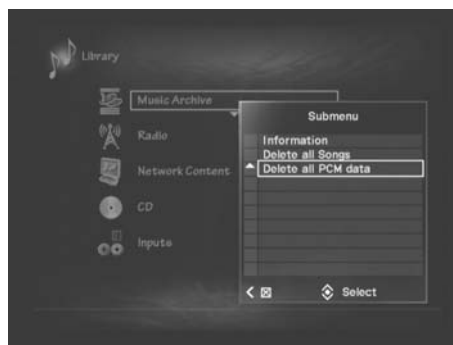 Library
Music Archive
Radio
Network Content
CD
Inputs
Submenu
Information
Delete all Songs
Delete all PCM data
Select